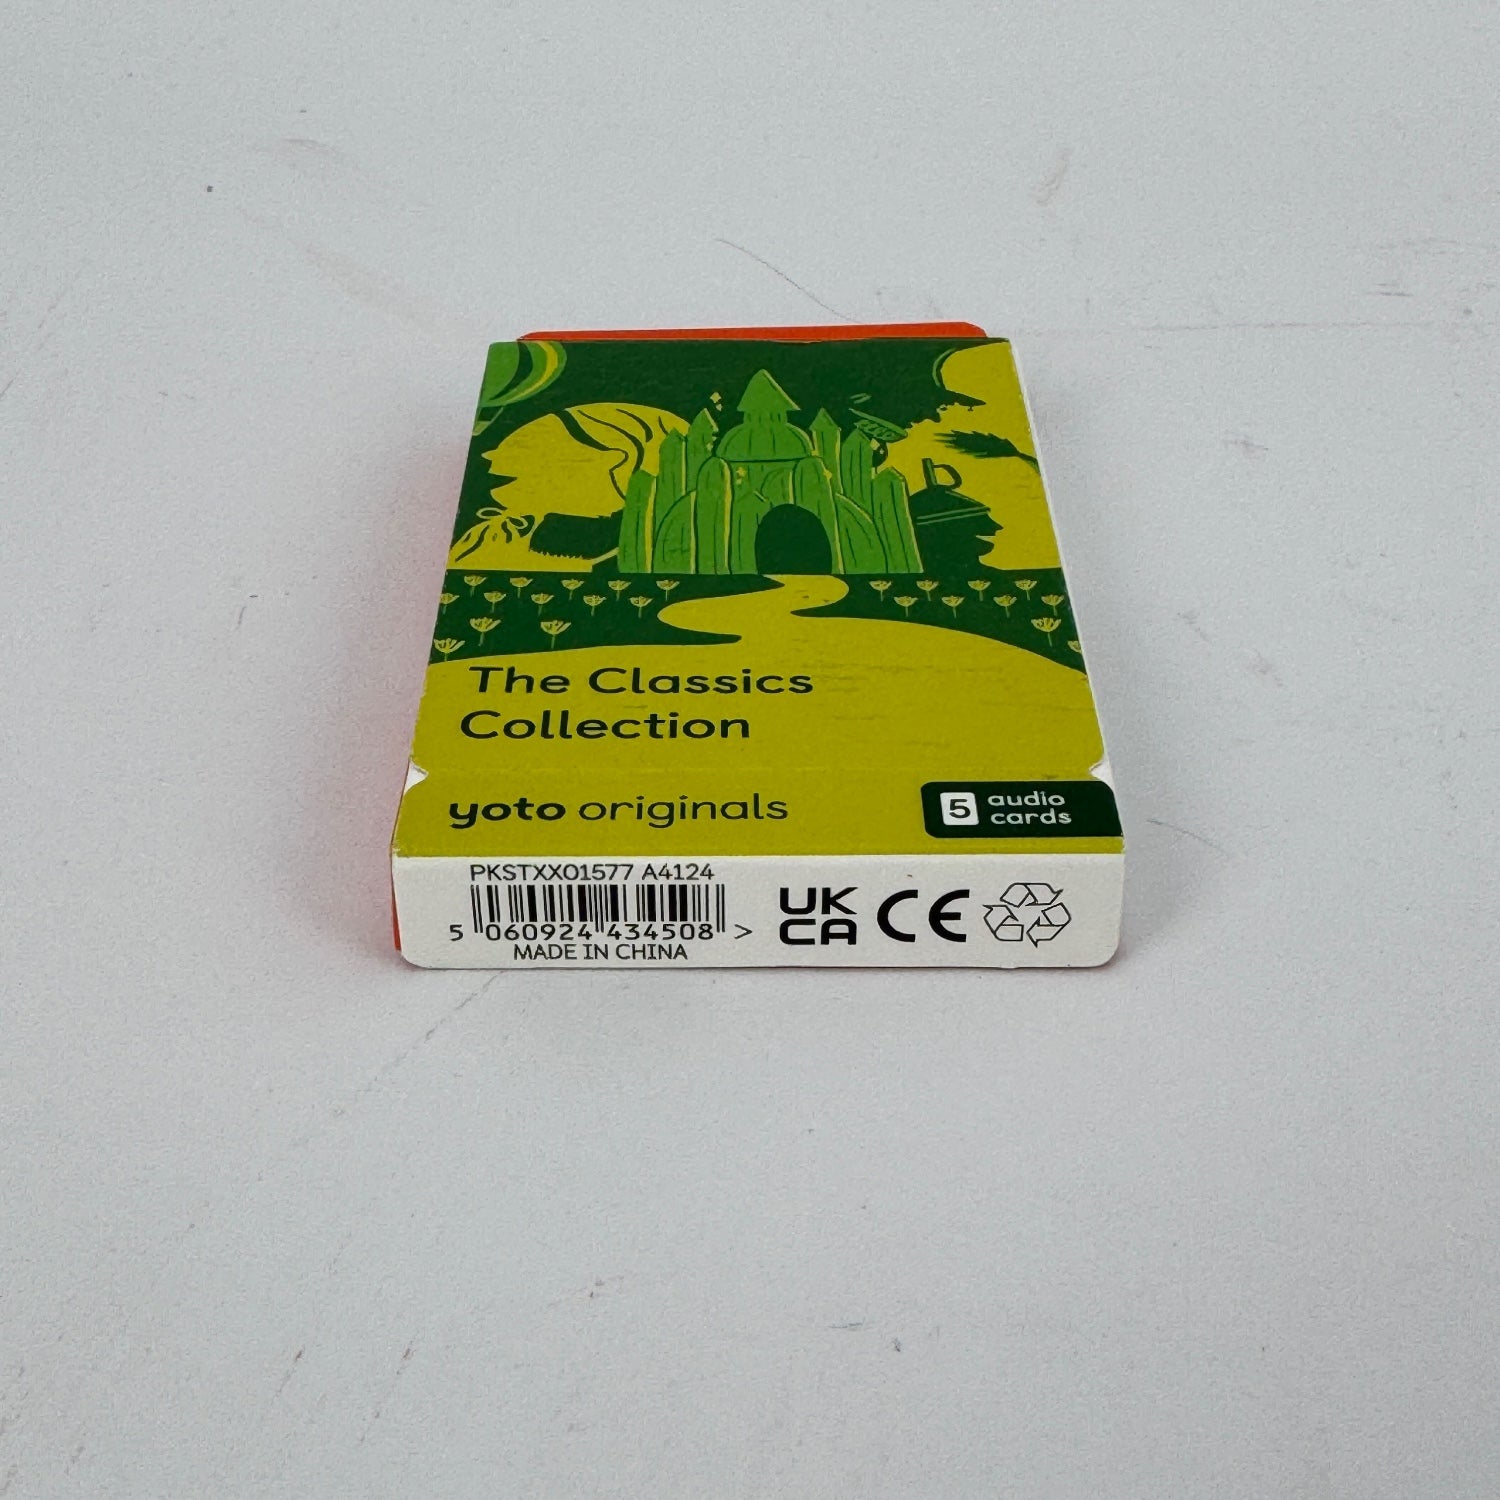 The Classics
Collection
yoto originals
5 audio
cards
PKSTXX01577 A4124
5 060924 434508 >
MADE IN CHINA
UK
CA CE